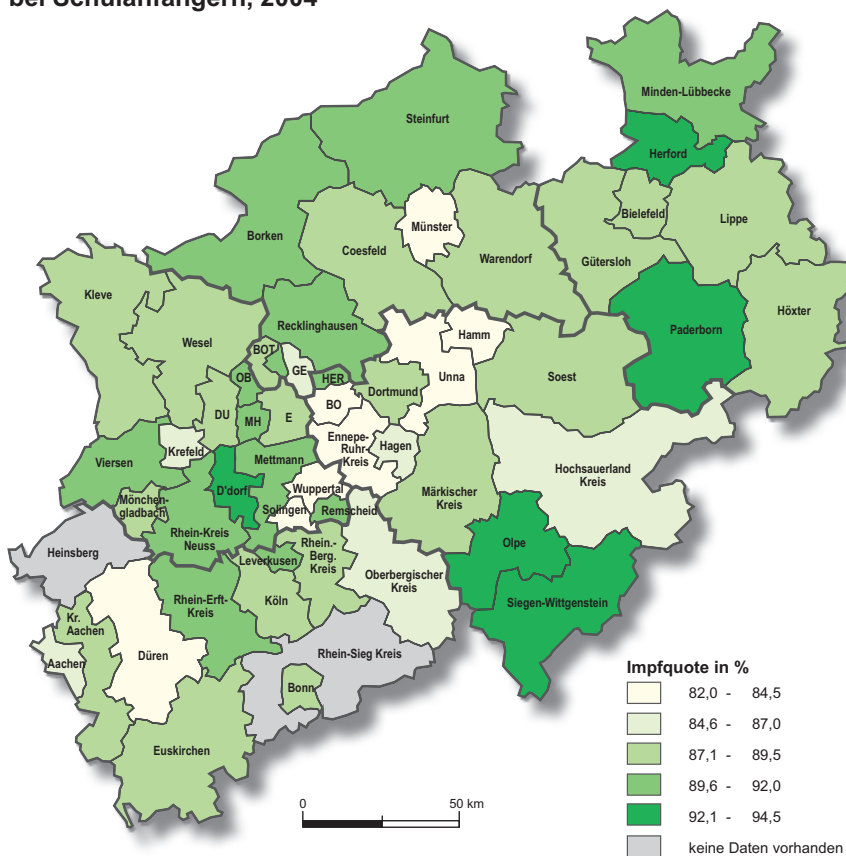 bei Schulanfängern, 2004
Minden-Lübbecke
Steinfurt
Herford
Münster
Bielefeld
Lippe
Borken
Coesfeld
Warendorf
Gütersloh
Kleve
Höxter
Recklinghausen
Paderborn
Hamm
Wesel
BOT
GE
Unna
Soest
OB
HER
Dortmund
DU
BO
MH
E
Ennepe-
Ruhr-
Kreis
Hagen
Krefeld
Viersen
Mettmann
Hochsauerland
Kreis
D'dorf
Wuppertal
Märkischer
Kreis
Mönchen-
gladbach
Solingen
Remscheid
Rhein-Kreis
Neuss
Olpe
Heinsberg
Rhein.-
Berg.
Kreis
Leverkusen
Oberbergischer
Kreis
Rhein-Erft-
Kreis
Köln
Siegen-Wittgenstein
Kr.
Aachen
Düren
Rhein-Sieg Kreis
Aachen
Bonn
Euskirchen
Impfquote in %
82,0 - 84,5
84,6 - 87,0
87,1 - 89,5
89,6 - 92,0
92,1 - 94,5
keine Daten vorhanden
0 50 km